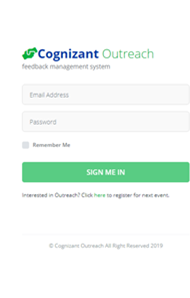 Cognizant Outreach
feedback management system
Email Address
Password
Remember Me
SIGN ME IN
Interested in Outreach? Click here to register for next event.
© Cognizant Outreach All Right Reserved 2019